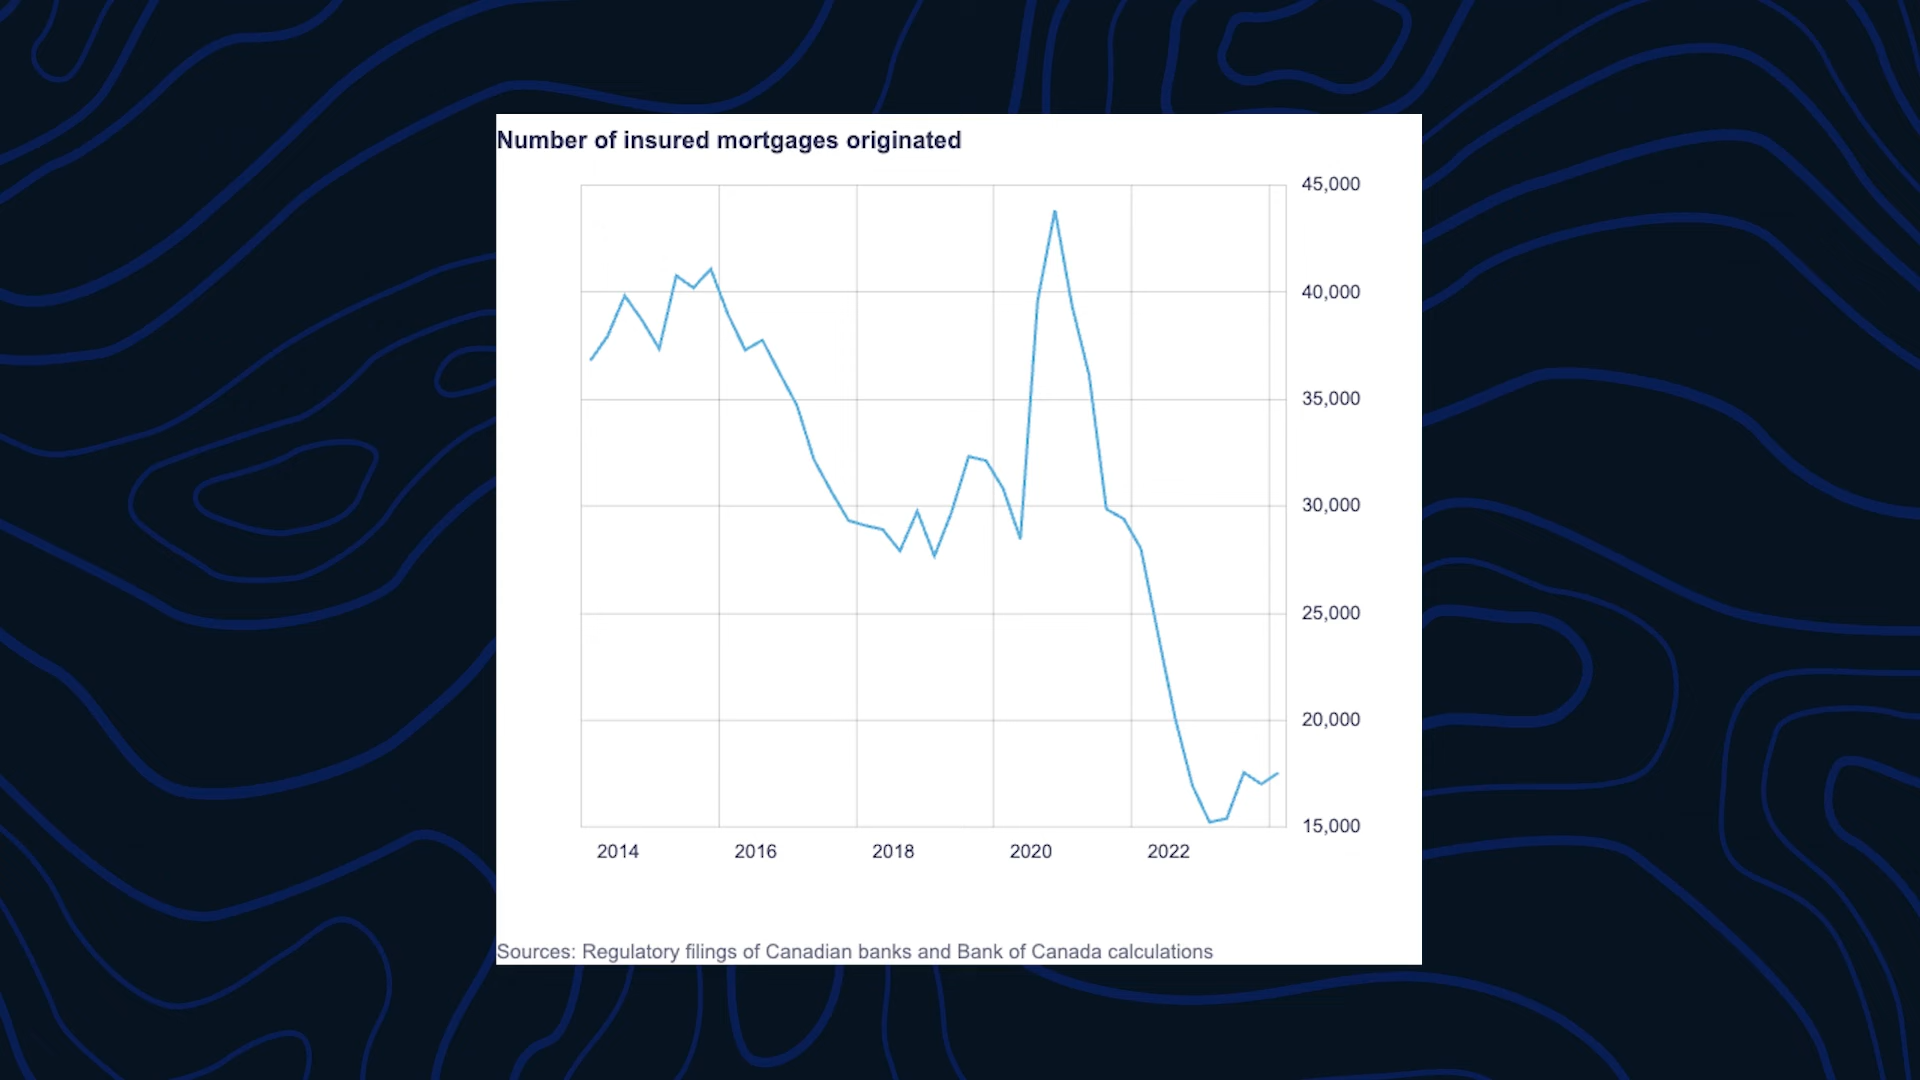 Number of insured mortgages originated
45,000
40,000
35,000
30,000
25,000
20,000
15,000
2014 2016 2018 2020 2022
Sources: Regulatory filings of Canadian banks and Bank of Canada calculations